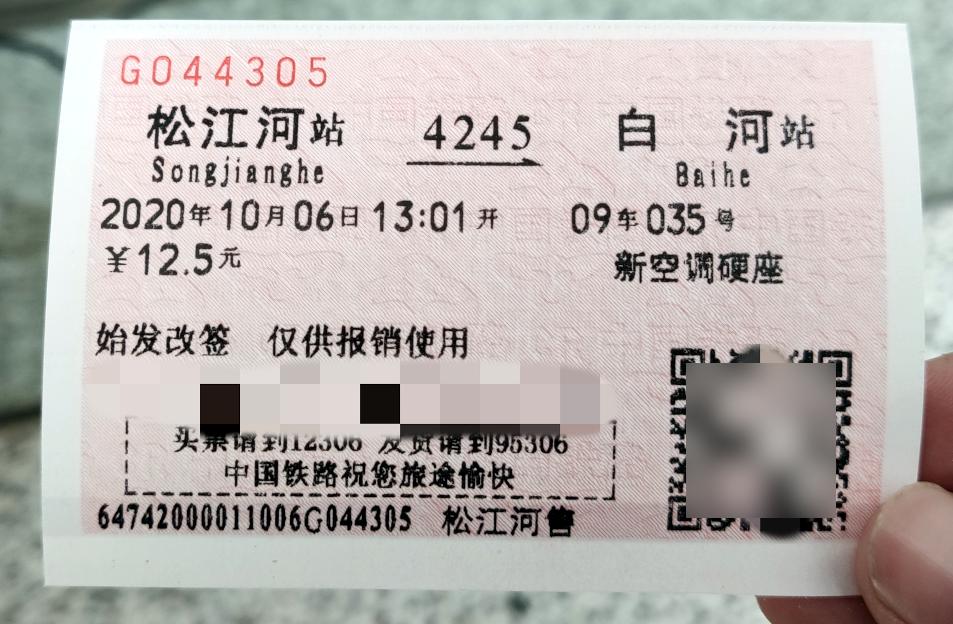 G044305
松江河站 4245 白河站
Songjianghe Baihe
2020年10月06日13:01开 09车035号
￥12.5元 新空调硬座
始发改签 仅供报销使用
买票请到12306 发货请到95306
中国铁路祝您旅途愉快
64742000011006G044305 松江河售